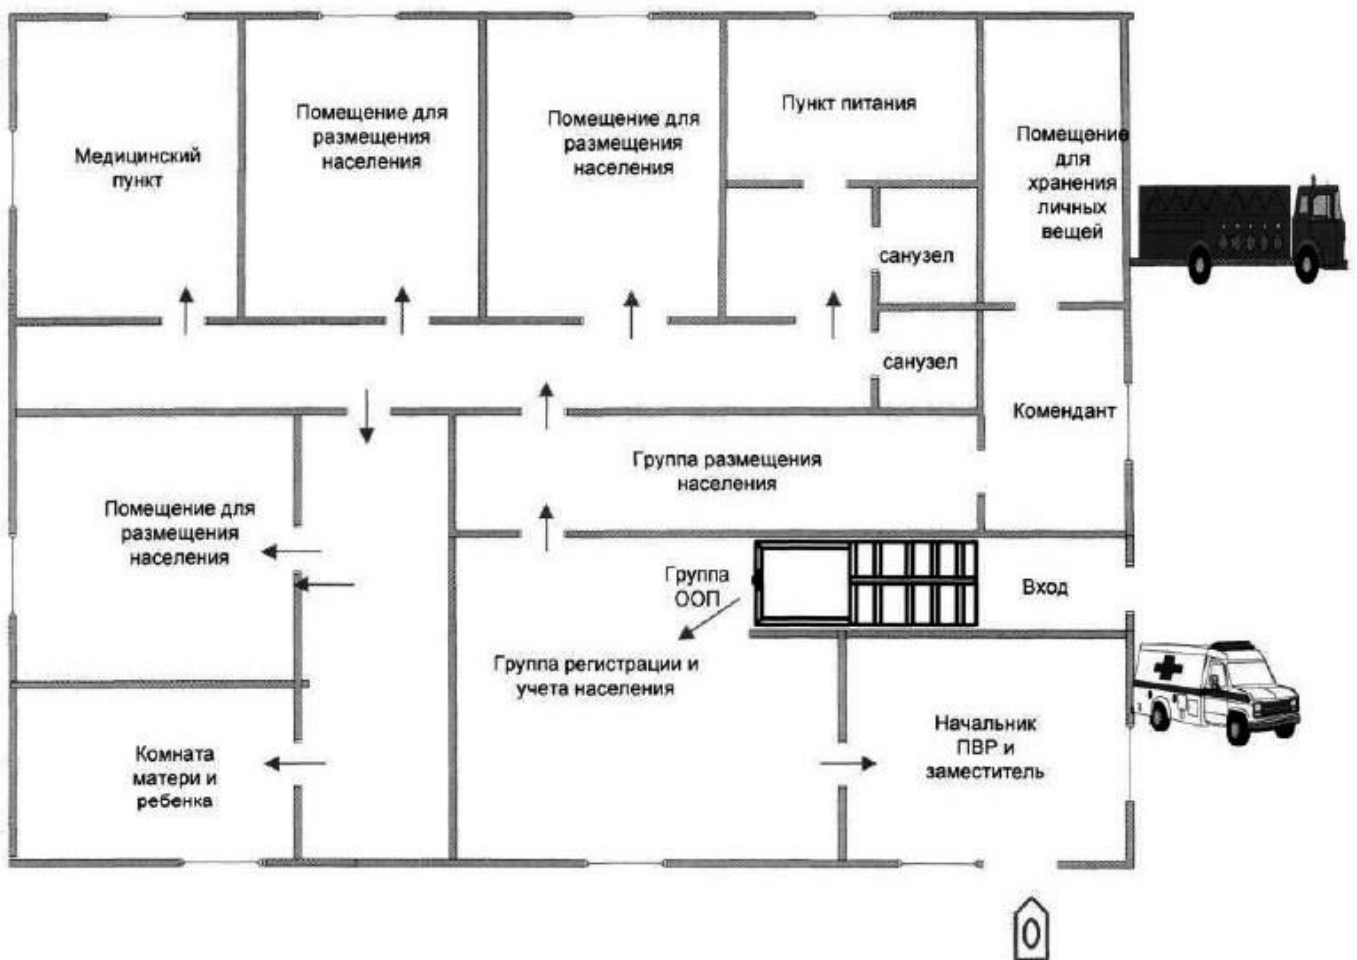 Медицинский
пункт
Помещение для
размещения
населения
Помещение для
размещения
населения
Пункт питания
Помещение
для
хранения
личных
вещей
санузел
санузел
Комендант
Группа размещения
населения
Помещение для
размещения
населения
Группа
ООП
Вход
Группа регистрации и
учета населения
Начальник
ПВР и
заместитель
Комната
матери и
ребенка